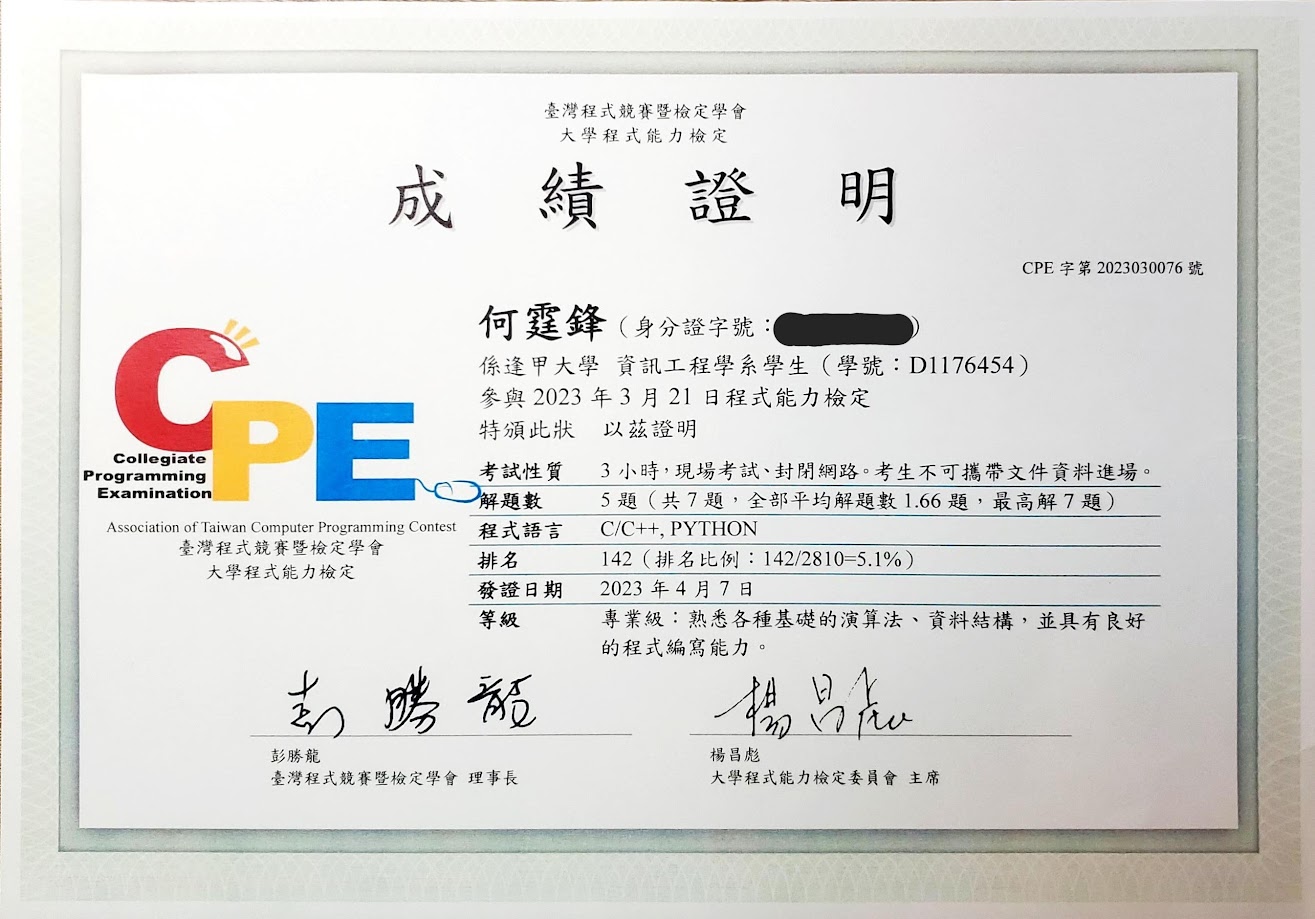 臺灣程式競賽暨檢定學會
大學程式能力檢定
成績證明
CPE 字第 2023030076 號
何霆鋒（身分證字號：）
係逢甲大學 資訊工程學系學生（學號：D1176454）
參與 2023 年 3 月 21 日程式能力檢定
特頒此狀 以茲證明
CPE
Collegiate
Programming
Examination
Association of Taiwan Computer Programming Contest
臺灣程式競賽暨檢定學會
大學程式能力檢定
考試性質 3 小時，現場考試、封閉網路。考生不可攜帶文件資料進場。
解題數 5 題（共 7 題，全部平均解題數 1.66 題，最高解 7 題）
程式語言 C/C++, PYTHON
排名 142（排名比例：142/2810=5.1%）
發證日期 2023 年 4 月 7 日
等級 專業級：熟悉各種基礎的演算法、資料結構，並具有良好
的程式編寫能力。
彭勝龍 楊昌彪
彭勝龍
臺灣程式競賽暨檢定學會 理事長
楊昌彪
大學程式能力檢定委員會 主席